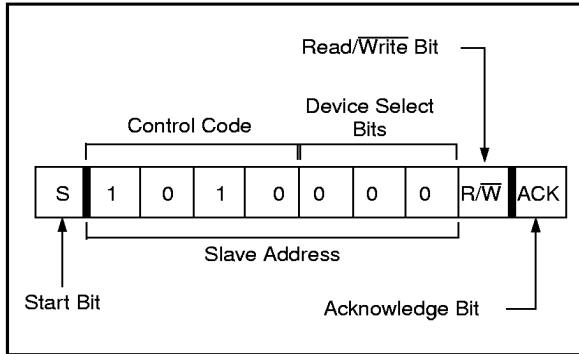 Read/Write Bit
Device Select
Bits
Control Code
S 1 0 1 0 0 0 0 R/W ACK
Slave Address
Start Bit
Acknowledge Bit